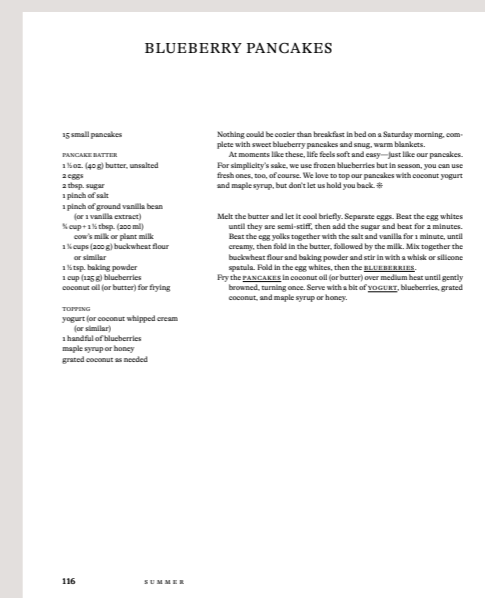 BLUEBERRY PANCAKES
15 small pancakes
PANCAKE BATTER
1 ½ oz. (40 g) butter, unsalted
2 eggs
2 tbsp. sugar
1 pinch of salt
1 pinch of ground vanilla bean
(or 1 vanilla extract)
¾ cup + 1 ½ tbsp. (200 ml)
cow's milk or plant milk
1 ¾ cups (200 g) buckwheat flour
or similar
1 ½ tsp. baking powder
1 cup (125 g) blueberries
coconut oil (or butter) for frying
TOPPING
yogurt (or coconut whipped cream
(or similar)
1 handful of blueberries
maple syrup or honey
grated coconut as needed
Nothing could be cozier than breakfast in bed on a Saturday morning, com-
plete with sweet blueberry pancakes and snug, warm blankets.
At moments like these, life feels soft and easy—just like our pancakes.
For simplicity's sake, we use frozen blueberries but in season, you can use
fresh ones, too, of course. We love to top our pancakes with coconut yogurt
and maple syrup, but don't let us hold you back. ❊
Melt the butter and let it cool briefly. Separate eggs. Beat the egg whites
until they are semi-stiff, then add the sugar and beat for 2 minutes.
Beat the egg yolks together with the salt and vanilla for 1 minute, until
creamy, then fold in the butter, followed by the milk. Mix together the
buckwheat flour and baking powder and stir in with a whisk or silicone
spatula. Fold in the egg whites, then the BLUEBERRIES.
Fry the PANCAKES in coconut oil (or butter) over medium heat until gently
browned, turning once. Serve with a bit of YOGURT, blueberries, grated
coconut, and maple syrup or honey.
116 SUMMER